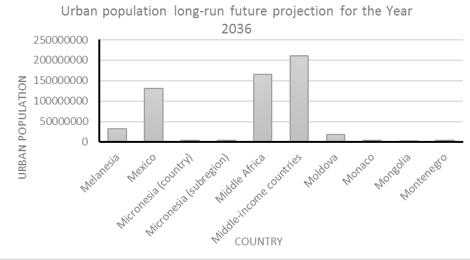 Urban population long-run future projection for the Year
2036
250000000
200000000
150000000
100000000
50000000
0
URBAN POPULATION
Melanesia
Mexico
Micronesia (country)
Micronesia (subregion)
Middle Africa
Middle-income countries
Moldova
Monaco
Mongolia
Montenegro
COUNTRY